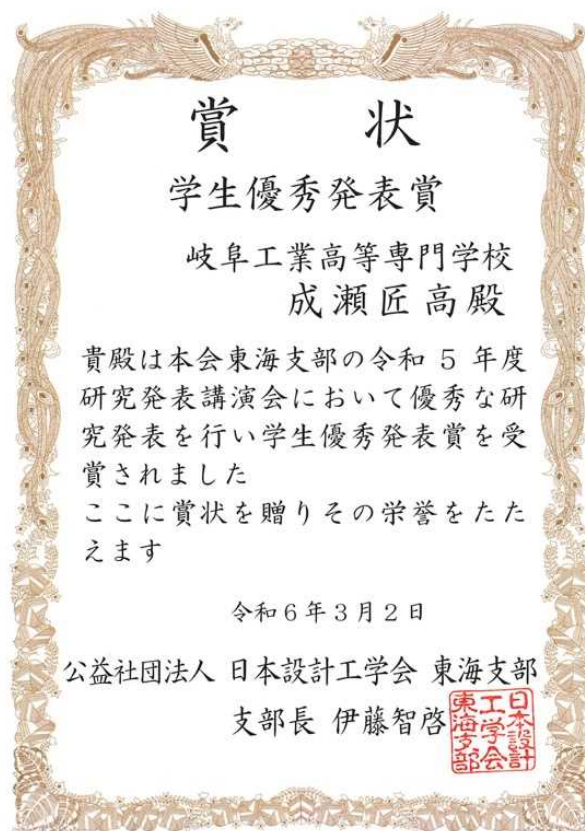 賞 状
学生優秀発表賞
岐阜工業高等専門学校
成瀬匠高殿
貴殿は本会東海支部の令和 5 年度
研究発表講演会において優秀な研
究発表を行い学生優秀発表賞を受
賞されました
ここに賞状を贈りその栄誉をたた
えます
令和6年3月2日
公益社団法人 日本設計工学会 東海支部
支部長 伊藤智啓
日本設計
工学会
東海支部